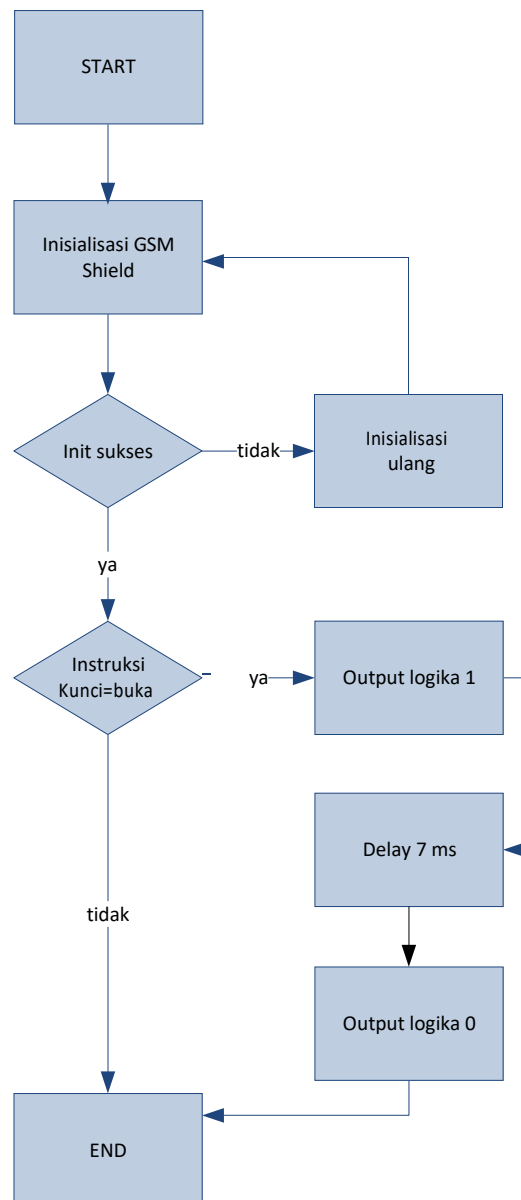 START
Inisialisasi GSM
Shield
Init sukses
tidak
Inisialisasi
ulang
ya
Instruksi
Kunci=buka
ya
Output logika 1
Delay 7 ms
tidak
Output logika 0
END